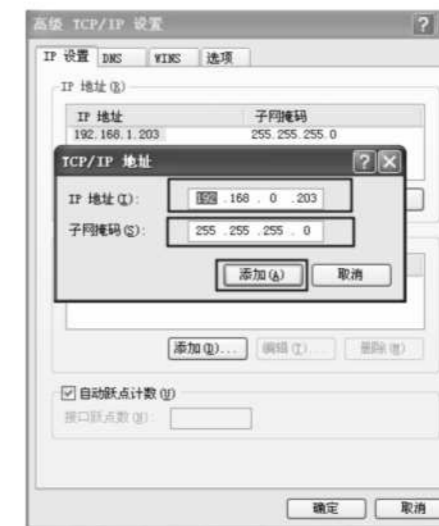 高级 TCP/IP 设置
IP 设置 DNS WINS 选项
IP 地址(R)
IP 地址 子网掩码
192.168.1.203 255.255.255.0
TCP/IP 地址
IP 地址(I): 192 .168 . 0 .203
子网掩码(S): 255 .255 .255 . 0
添加(A) 取消
添加(D)... 编辑(T)... 删除(M)
自动跃点计数(U)
接口跃点数(N):
确定 取消